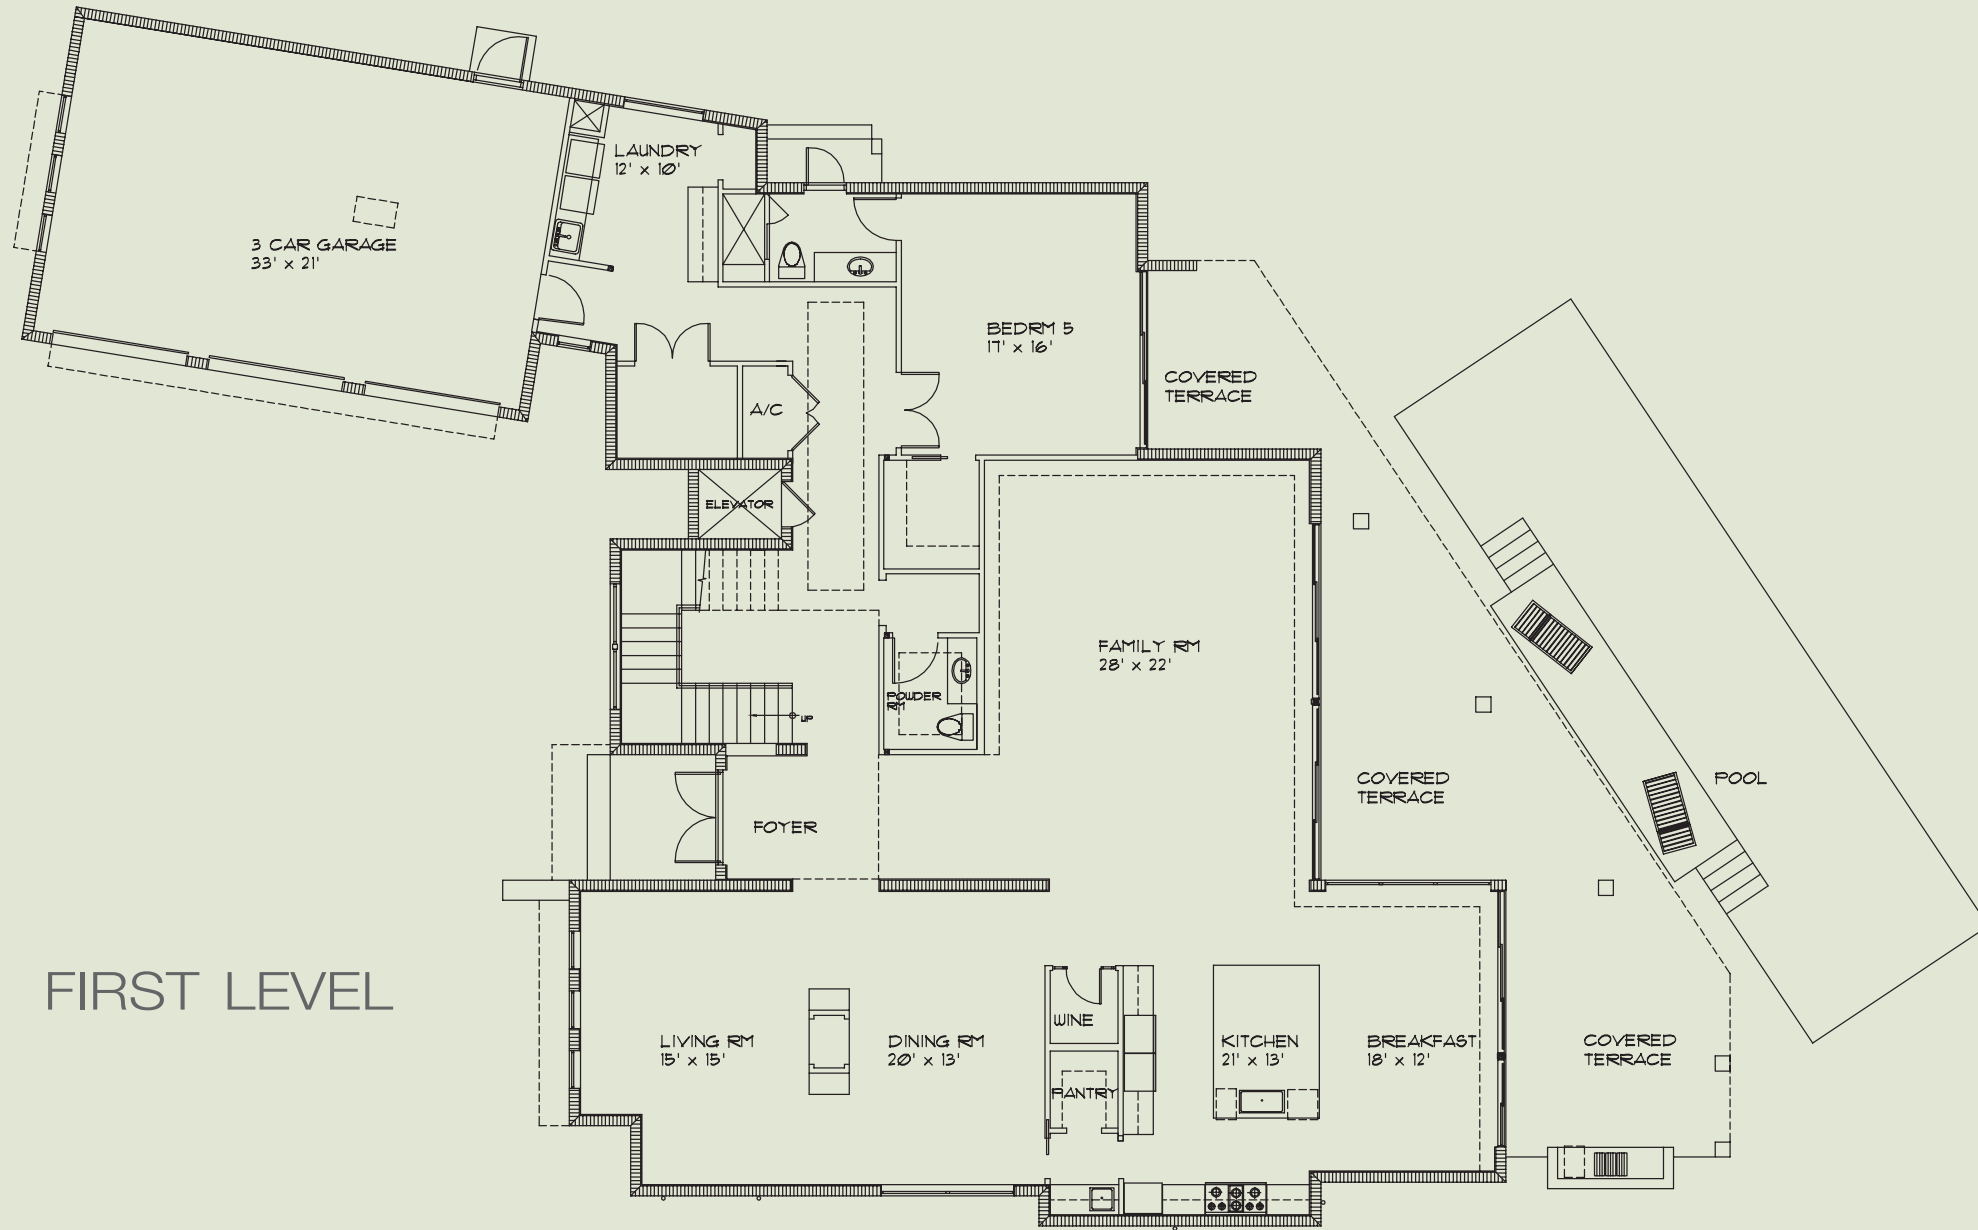 LAUNDRY
12' x 10'
3 CAR GARAGE
33' x 21'
BEDRM 5
17' x 16'
COVERED
TERRACE
A/C
ELEVATOR
FAMILY RM
28' x 22'
POWDER
RM
UP
COVERED
TERRACE
POOL
FOYER
FIRST LEVEL
WINE
LIVING RM
15' x 15'
DINING RM
20' x 13'
KITCHEN
21' x 13'
BREAKFAST
18' x 12'
COVERED
TERRACE
PANTRY